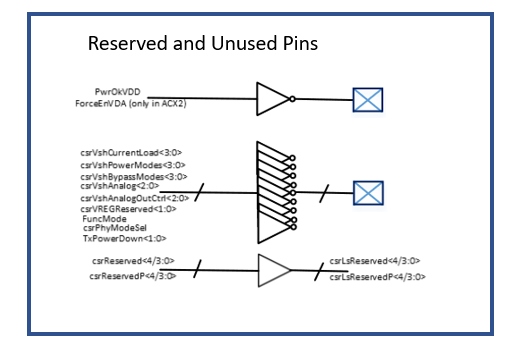 Reserved and Unused Pins
PwrOkVDD
ForceEnVDA (only in ACX2)
csrVshCurrentLoad<3:0>
csrVshPowerModes<3:0>
csrVshBypassModes<3:0>
csrVshAnalog<2:0>
csrVshAnalogOutCtrl<2:0>
csrVREGReserved<1:0>
FuncMode
csrPhyModeSel
TxPowerDown<1:0>
csrReserved<4/3:0>
csrReservedP<4/3:0>
csrLsReserved<4/3:0>
csrLsReservedP<4/3:0>